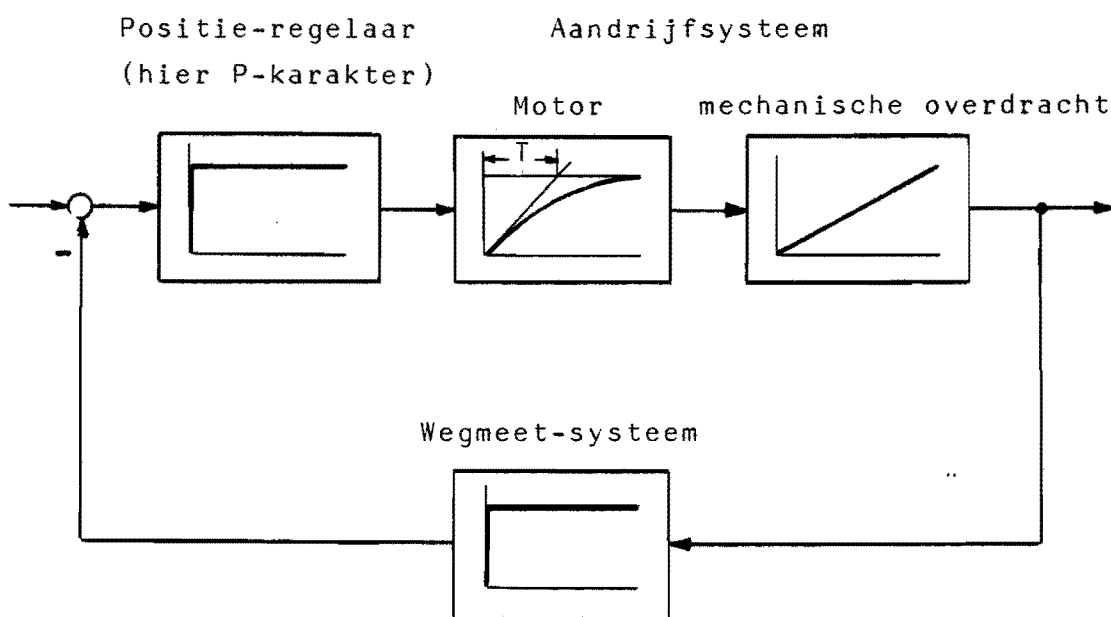 Positie-regelaar
(hier P-karakter)
Aandrijfsysteem
Motor
mechanische overdracht
T
-
Wegmeet-systeem